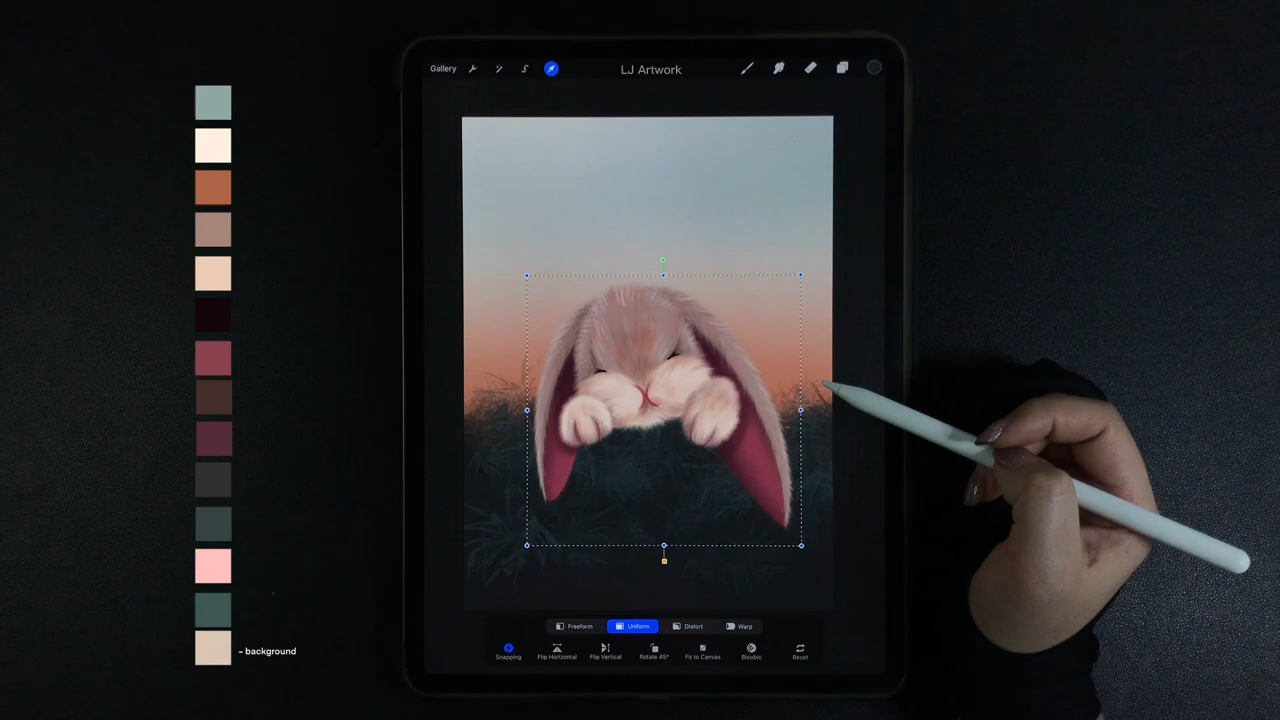 Gallery
LJ Artwork
- background
Freeform
Uniform
Distort
Warp
Snapping
Flip Horizontal
Flip Vertical
Rotate 45°
Fit to Canvas
Bicubic
Reset